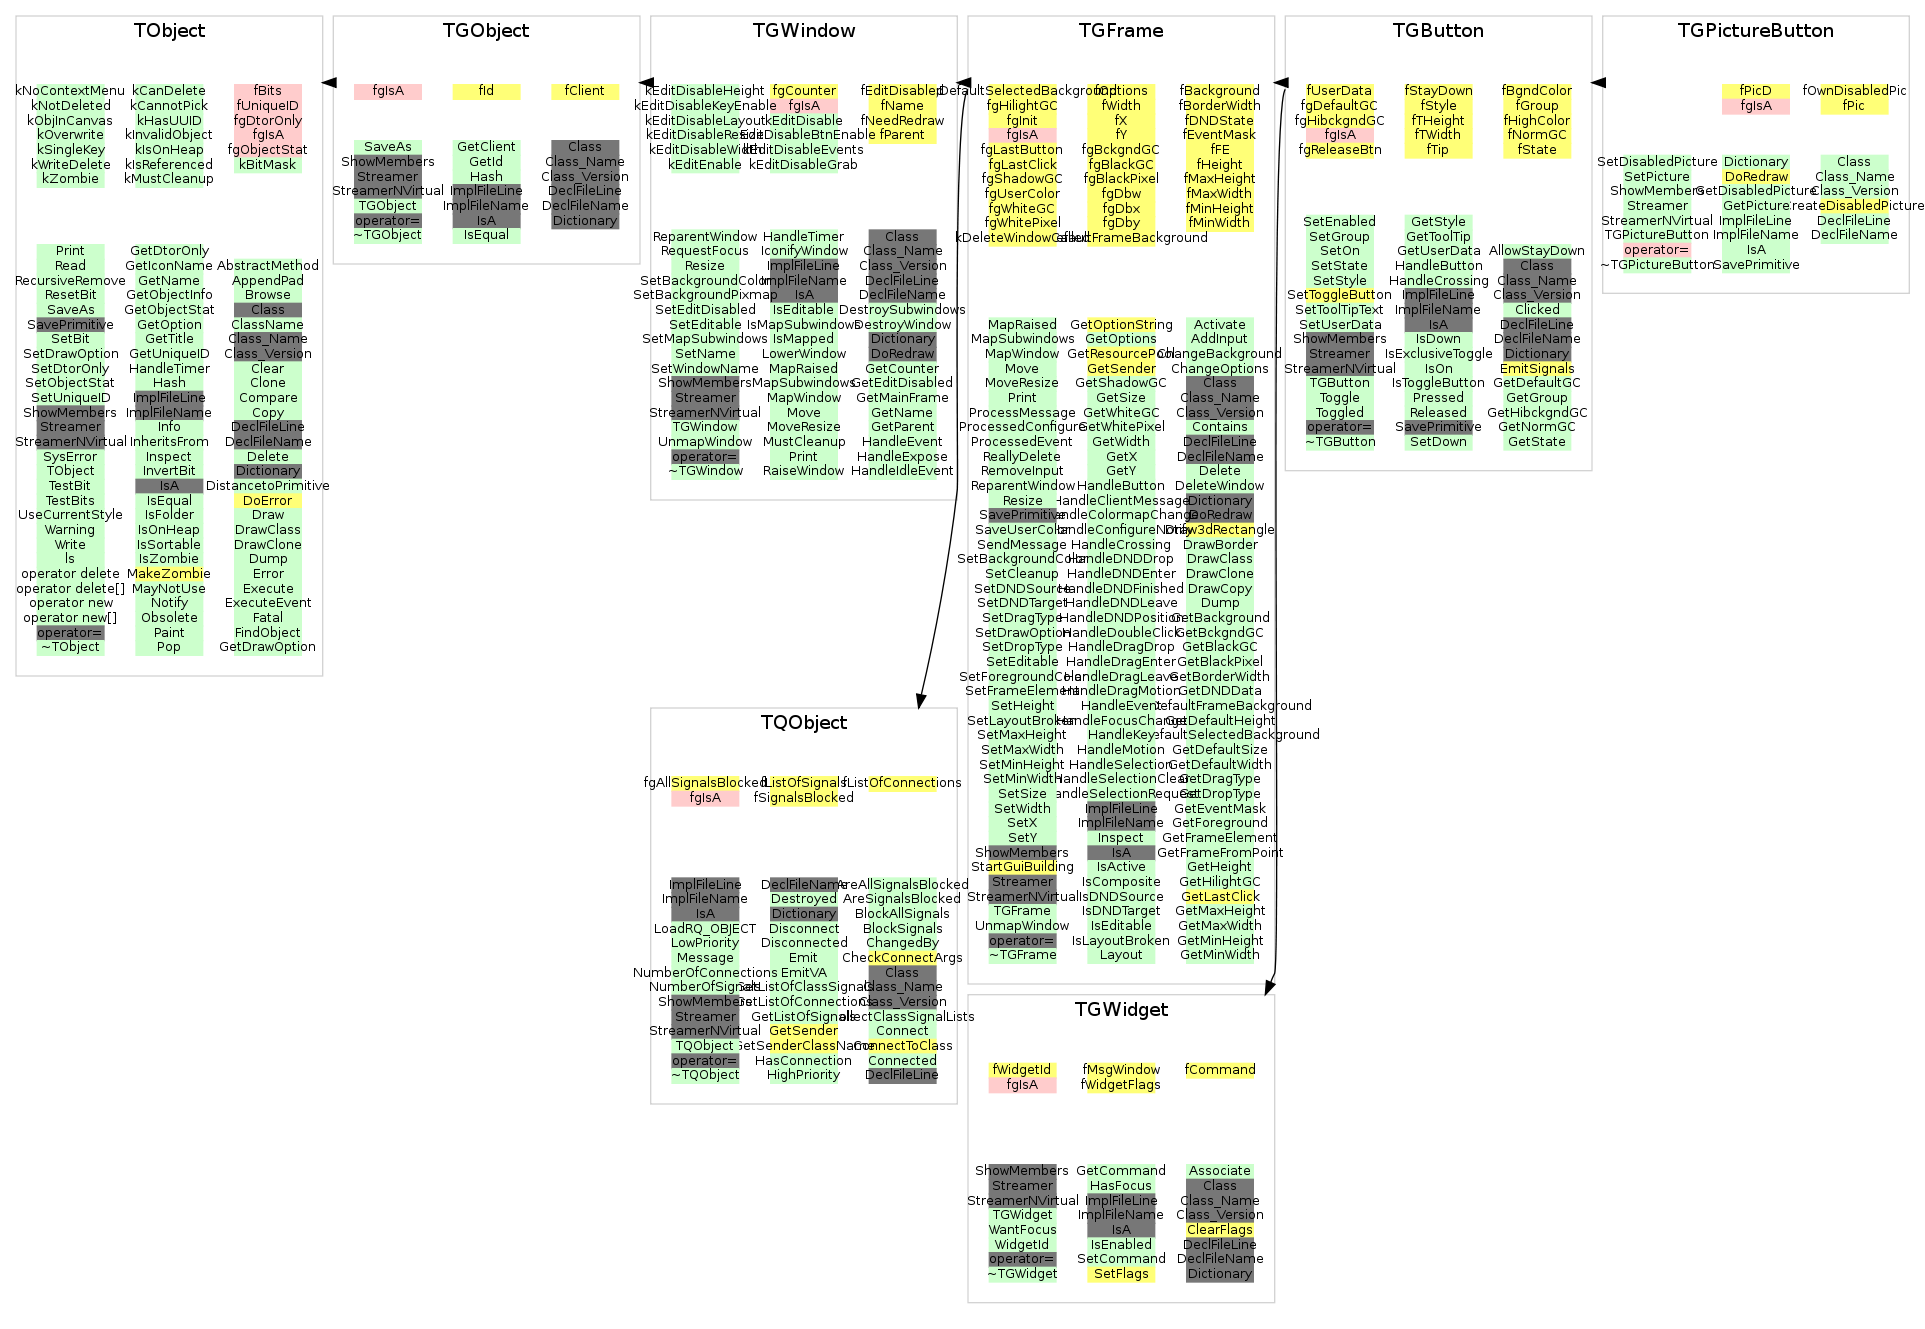 TObject
kNoContextMenu
kNotDeleted
kObjInCanvas
kOverwrite
kSingleKey
kWriteDelete
kZombie
kCanDelete
kCannotPick
kHasUUID
kInvalidObject
kIsOnHeap
kIsReferenced
kMustCleanup
fBits
fUniqueID
fgDtorOnly
fgIsA
fgObjectStat
kBitMask
Print
Read
RecursiveRemove
ResetBit
SaveAs
SavePrimitive
SetBit
SetDrawOption
SetDtorOnly
SetObjectStat
SetUniqueID
ShowMembers
Streamer
StreamerNVirtual
SysError
TObject
TestBit
TestBits
UseCurrentStyle
Warning
Write
ls
operator delete
operator delete[]
operator new
operator new[]
operator=
~TObject
GetDtorOnly
GetIconName
GetName
GetObjectInfo
GetObjectStat
GetOption
GetTitle
GetUniqueID
HandleTimer
Hash
ImplFileLine
ImplFileName
Info
InheritsFrom
Inspect
InvertBit
IsA
IsEqual
IsFolder
IsOnHeap
IsSortable
IsZombie
MakeZombie
MayNotUse
Notify
Obsolete
Paint
Pop
AbstractMethod
AppendPad
Browse
Class
ClassName
Class_Name
Class_Version
Clear
Clone
Compare
Copy
DeclFileLine
DeclFileName
Delete
Dictionary
DistancetoPrimitive
DoError
Draw
DrawClass
DrawClone
Dump
Error
Execute
ExecuteEvent
Fatal
FindObject
GetDrawOption
TGObject
fgIsA
fId
fClient
SaveAs
ShowMembers
Streamer
StreamerNVirtual
TGObject
operator=
~TGObject
GetClient
GetId
Hash
ImplFileLine
ImplFileName
IsA
IsEqual
Class
Class_Name
Class_Version
DeclFileLine
DeclFileName
Dictionary
TGWindow
kEditDisableHeight
kEditDisableKeyEnable
kEditDisableLayout
kEditDisableResize
kEditDisableWidth
kEditEnable
fgCounter
fgIsA
kEditDisable
EditDisableBtnEnable
kEditDisableEvents
kEditDisableGrab
fEditDisabled
fName
fNeedRedraw
fParent
ReparentWindow
RequestFocus
Resize
SetBackgroundColor
SetBackgroundPixmap
SetEditDisabled
SetEditable
SetMapSubwindows
SetName
SetWindowName
ShowMembers
Streamer
StreamerNVirtual
TGWindow
UnmapWindow
operator=
~TGWindow
HandleTimer
IconifyWindow
ImplFileLine
ImplFileName
IsA
IsEditable
IsMapSubwindows
IsMapped
LowerWindow
MapRaised
MapSubwindows
MapWindow
Move
MoveResize
MustCleanup
Print
RaiseWindow
Class
Class_Name
Class_Version
DeclFileLine
DeclFileName
DestroySubwindows
DestroyWindow
Dictionary
DoRedraw
GetCounter
GetEditDisabled
GetMainFrame
GetName
GetParent
HandleEvent
HandleExpose
HandleIdleEvent
TGFrame
DefaultSelectedBackground
fgHilightGC
fgInit
fgIsA
fgLastButton
fgLastClick
fgShadowGC
fgUserColor
fgWhiteGC
fgWhitePixel
kDeleteWindowCalled
fOptions
fWidth
fX
fY
fgBckgndGC
fgBlackGC
fgBlackPixel
fgDbw
fgDbx
fgDby
efaultFrameBackground
fBackground
fBorderWidth
fDNDState
fEventMask
fFE
fHeight
fMaxHeight
fMaxWidth
fMinHeight
fMinWidth
MapRaised
MapSubwindows
MapWindow
Move
MoveResize
Print
ProcessMessage
ProcessedConfigure
ProcessedEvent
ReallyDelete
RemoveInput
ReparentWindow
Resize
SavePrimitive
SaveUserColor
SendMessage
SetBackgroundColor
SetCleanup
SetDNDSource
SetDNDTarget
SetDragType
SetDrawOption
SetDropType
SetEditable
SetForegroundColor
SetFrameElement
SetHeight
SetLayoutBroken
SetMaxHeight
SetMaxWidth
SetMinHeight
SetMinWidth
SetSize
SetWidth
SetX
SetY
ShowMembers
StartGuiBuilding
Streamer
StreamerNVirtual
TGFrame
UnmapWindow
operator=
~TGFrame
GetOptionString
GetOptions
GetResourcePool
GetSender
GetShadowGC
GetSize
GetWhiteGC
GetWhitePixel
GetWidth
GetX
GetY
HandleButton
HandleClientMessage
andleColormapChange
andleConfigureNotify
HandleCrossing
HandleDNDDrop
HandleDNDEnter
HandleDNDFinished
HandleDNDLeave
HandleDNDPosition
HandleDoubleClick
HandleDragDrop
HandleDragEnter
HandleDragLeave
HandleDragMotion
HandleEvent
HandleFocusChange
HandleKey
HandleMotion
HandleSelection
HandleSelectionClear
andleSelectionRequest
ImplFileLine
ImplFileName
Inspect
IsA
IsActive
IsComposite
IsDNDSource
IsDNDTarget
IsEditable
IsLayoutBroken
Layout
Activate
AddInput
ChangeBackground
ChangeOptions
Class
Class_Name
Class_Version
Contains
DeclFileLine
DeclFileName
Delete
DeleteWindow
Dictionary
DoRedraw
Draw3dRectangle
DrawBorder
DrawClass
DrawClone
DrawCopy
Dump
GetBackground
GetBckgndGC
GetBlackGC
GetBlackPixel
GetBorderWidth
GetDNDData
efaultFrameBackground
GetDefaultHeight
efaultSelectedBackground
GetDefaultSize
GetDefaultWidth
GetDragType
GetDropType
GetEventMask
GetForeground
GetFrameElement
GetFrameFromPoint
GetHeight
GetHilightGC
GetLastClick
GetMaxHeight
GetMaxWidth
GetMinHeight
GetMinWidth
TGButton
fUserData
fgDefaultGC
fgHibckgndGC
fgIsA
fgReleaseBtn
fStayDown
fStyle
fTHeight
fTWidth
fTip
fBgndColor
fGroup
fHighColor
fNormGC
fState
SetEnabled
SetGroup
SetOn
SetState
SetStyle
SetToggleButton
SetToolTipText
SetUserData
ShowMembers
Streamer
StreamerNVirtual
TGButton
Toggle
Toggled
operator=
~TGButton
GetStyle
GetToolTip
GetUserData
HandleButton
HandleCrossing
ImplFileLine
ImplFileName
IsA
IsDown
IsExclusiveToggle
IsOn
IsToggleButton
Pressed
Released
SavePrimitive
SetDown
AllowStayDown
Class
Class_Name
Class_Version
Clicked
DeclFileLine
DeclFileName
Dictionary
EmitSignals
GetDefaultGC
GetGroup
GetHibckgndGC
GetNormGC
GetState
TGPictureButton
fPicD
fgIsA
fOwnDisabledPic
fPic
SetDisabledPicture
SetPicture
ShowMembers
Streamer
StreamerNVirtual
TGPictureButton
operator=
~TGPictureButton
Dictionary
DoRedraw
GetDisabledPicture
GetPicture
ImplFileLine
ImplFileName
IsA
SavePrimitive
Class
Class_Name
Class_Version
reateDisabledPicture
DeclFileLine
DeclFileName
TQObject
fgAllSignalsBlocked
fgIsA
fListOfSignals
fSignalsBlocked
fListOfConnections
ImplFileLine
ImplFileName
IsA
LoadRQ_OBJECT
LowPriority
Message
NumberOfConnections
NumberOfSignals
ShowMembers
Streamer
StreamerNVirtual
TQObject
operator=
~TQObject
DeclFileName
Destroyed
Dictionary
Disconnect
Disconnected
Emit
EmitVA
GetListOfClassSignals
GetListOfConnections
GetListOfSignals
GetSender
GetSenderClassName
HasConnection
HighPriority
AreAllSignalsBlocked
AreSignalsBlocked
BlockAllSignals
BlockSignals
ChangedBy
CheckConnectArgs
Class
Class_Name
Class_Version
ollectClassSignalLists
Connect
ConnectToClass
Connected
DeclFileLine
TGWidget
fWidgetId
fgIsA
fMsgWindow
fWidgetFlags
fCommand
ShowMembers
Streamer
StreamerNVirtual
TGWidget
WantFocus
WidgetId
operator=
~TGWidget
GetCommand
HasFocus
ImplFileLine
ImplFileName
IsA
IsEnabled
SetCommand
SetFlags
Associate
Class
Class_Name
Class_Version
ClearFlags
DeclFileLine
DeclFileName
Dictionary